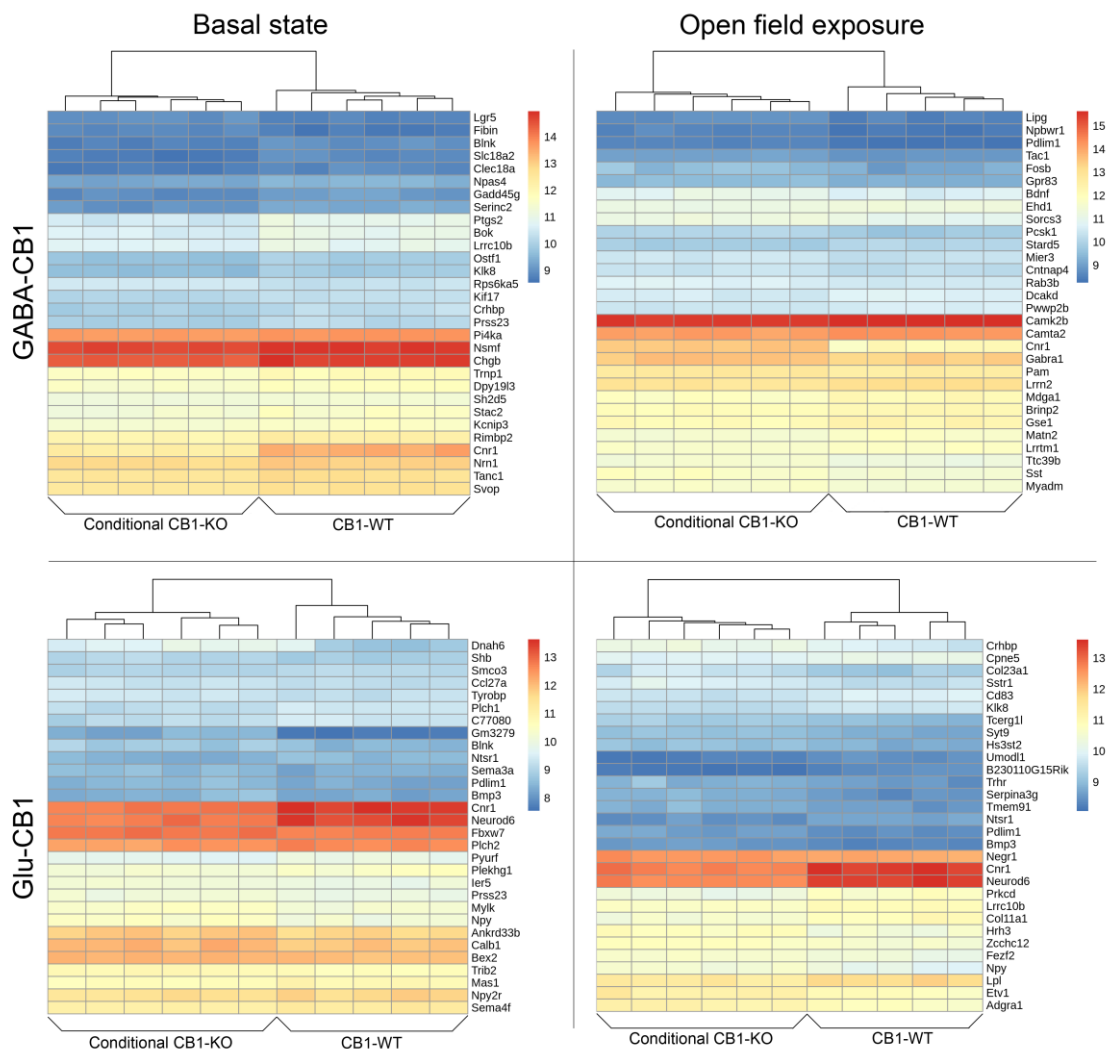 Basal state
Open field exposure
GABA-CB1
Lgr5
Fibin
Blnk
Slc18a2
Clec18a
Npas4
Gadd45g
Serinc2
Ptgs2
Bok
Lrrc10b
Ostf1
Klk8
Rps6ka5
Kif17
Crhbp
Prss23
Pi4ka
Nsmf
Chgb
Trnp1
Dpy19l3
Sh2d5
Stac2
Kcnip3
Rimbp2
Cnr1
Nrn1
Tanc1
Svop
14
13
12
11
10
9
Conditional CB1-KO
CB1-WT
Lipg
Npbwr1
Pdlim1
Tac1
Fosb
Gpr83
Bdnf
Ehd1
Sorcs3
Pcsk1
Stard5
Mier3
Cntnap4
Rab3b
Dcakd
Pwwp2b
Camk2b
Camta2
Cnr1
Gabra1
Pam
Lrrn2
Mdga1
Brinp2
Gse1
Matn2
Lrrtm1
Ttc39b
Sst
Myadm
15
14
13
12
11
10
9
Conditional CB1-KO
CB1-WT
Glu-CB1
Dnah6
Shb
Smco3
Ccl27a
Tyrobp
Plch1
C77080
Gm3279
Blnk
Ntsr1
Sema3a
Pdlim1
Bmp3
Cnr1
Neurod6
Fbxw7
Plch2
Pyurf
Plekhg1
Ier5
Prss23
Mylk
Npy
Ankrd33b
Calb1
Bex2
Trib2
Mas1
Npy2r
Sema4f
13
12
11
10
9
8
Conditional CB1-KO
CB1-WT
Crhbp
Cpne5
Col23a1
Sstr1
Cd83
Klk8
Tcerg1l
Syt9
Hs3st2
Umodl1
B230110G15Rik
Trhr
Serpina3g
Tmem91
Ntsr1
Pdlim1
Bmp3
Negr1
Cnr1
Neurod6
Prkcd
Lrrc10b
Col11a1
Hrh3
Zcchc12
Fezf2
Npy
Lpl
Etv1
Adgra1
13
12
11
10
9
Conditional CB1-KO
CB1-WT